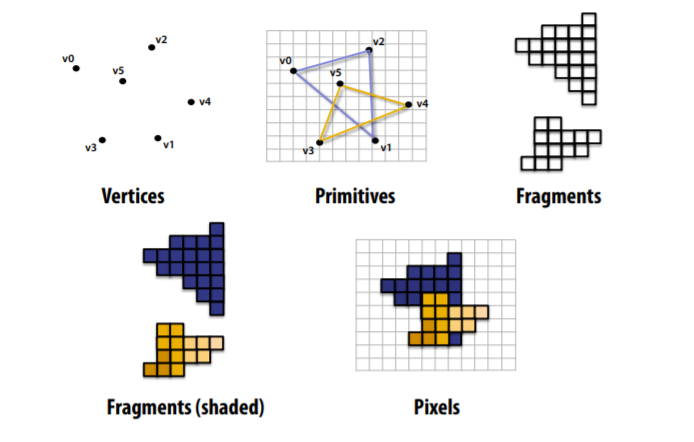 v0
v2
v5
v4
v3
v1
Vertices
v0
v2
v5
v4
v3
v1
Primitives
Fragments
Fragments (shaded)
Pixels